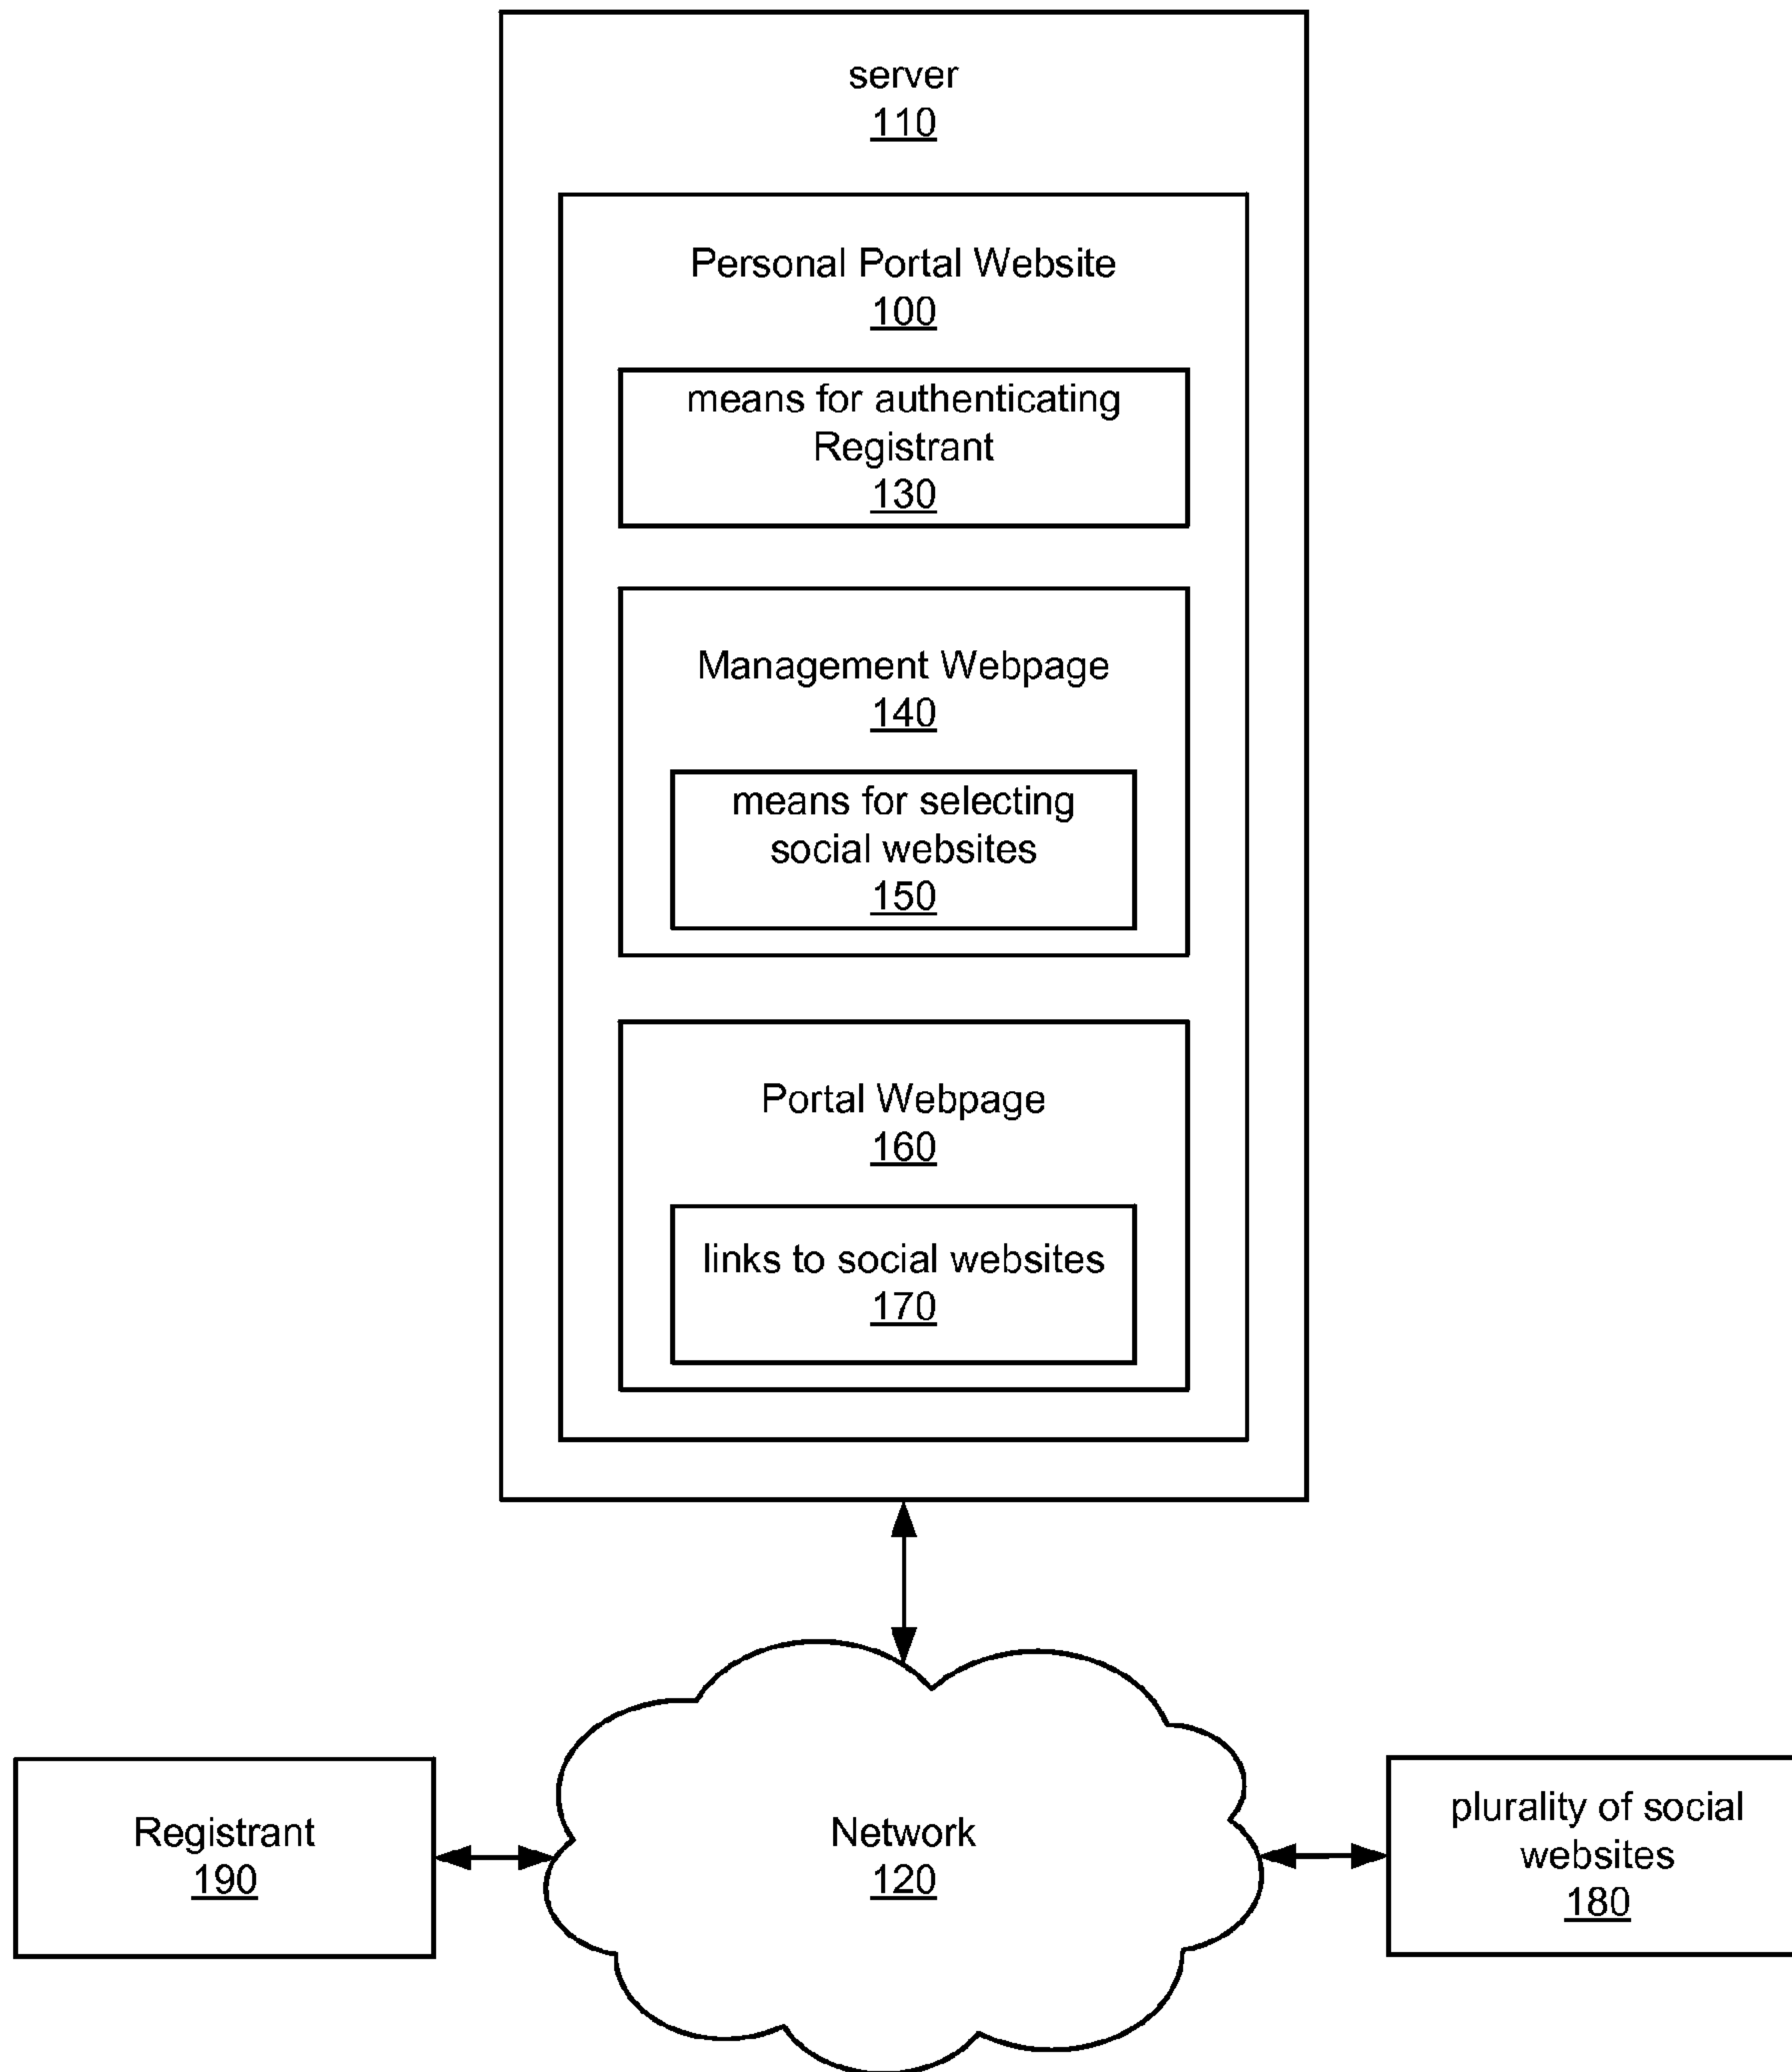 server
110
Personal Portal Website
100
means for authenticating
Registrant
130
Management Webpage
140
means for selecting
social websites
150
Portal Webpage
160
links to social websites
170
Registrant
190
Network
120
plurality of social
websites
180